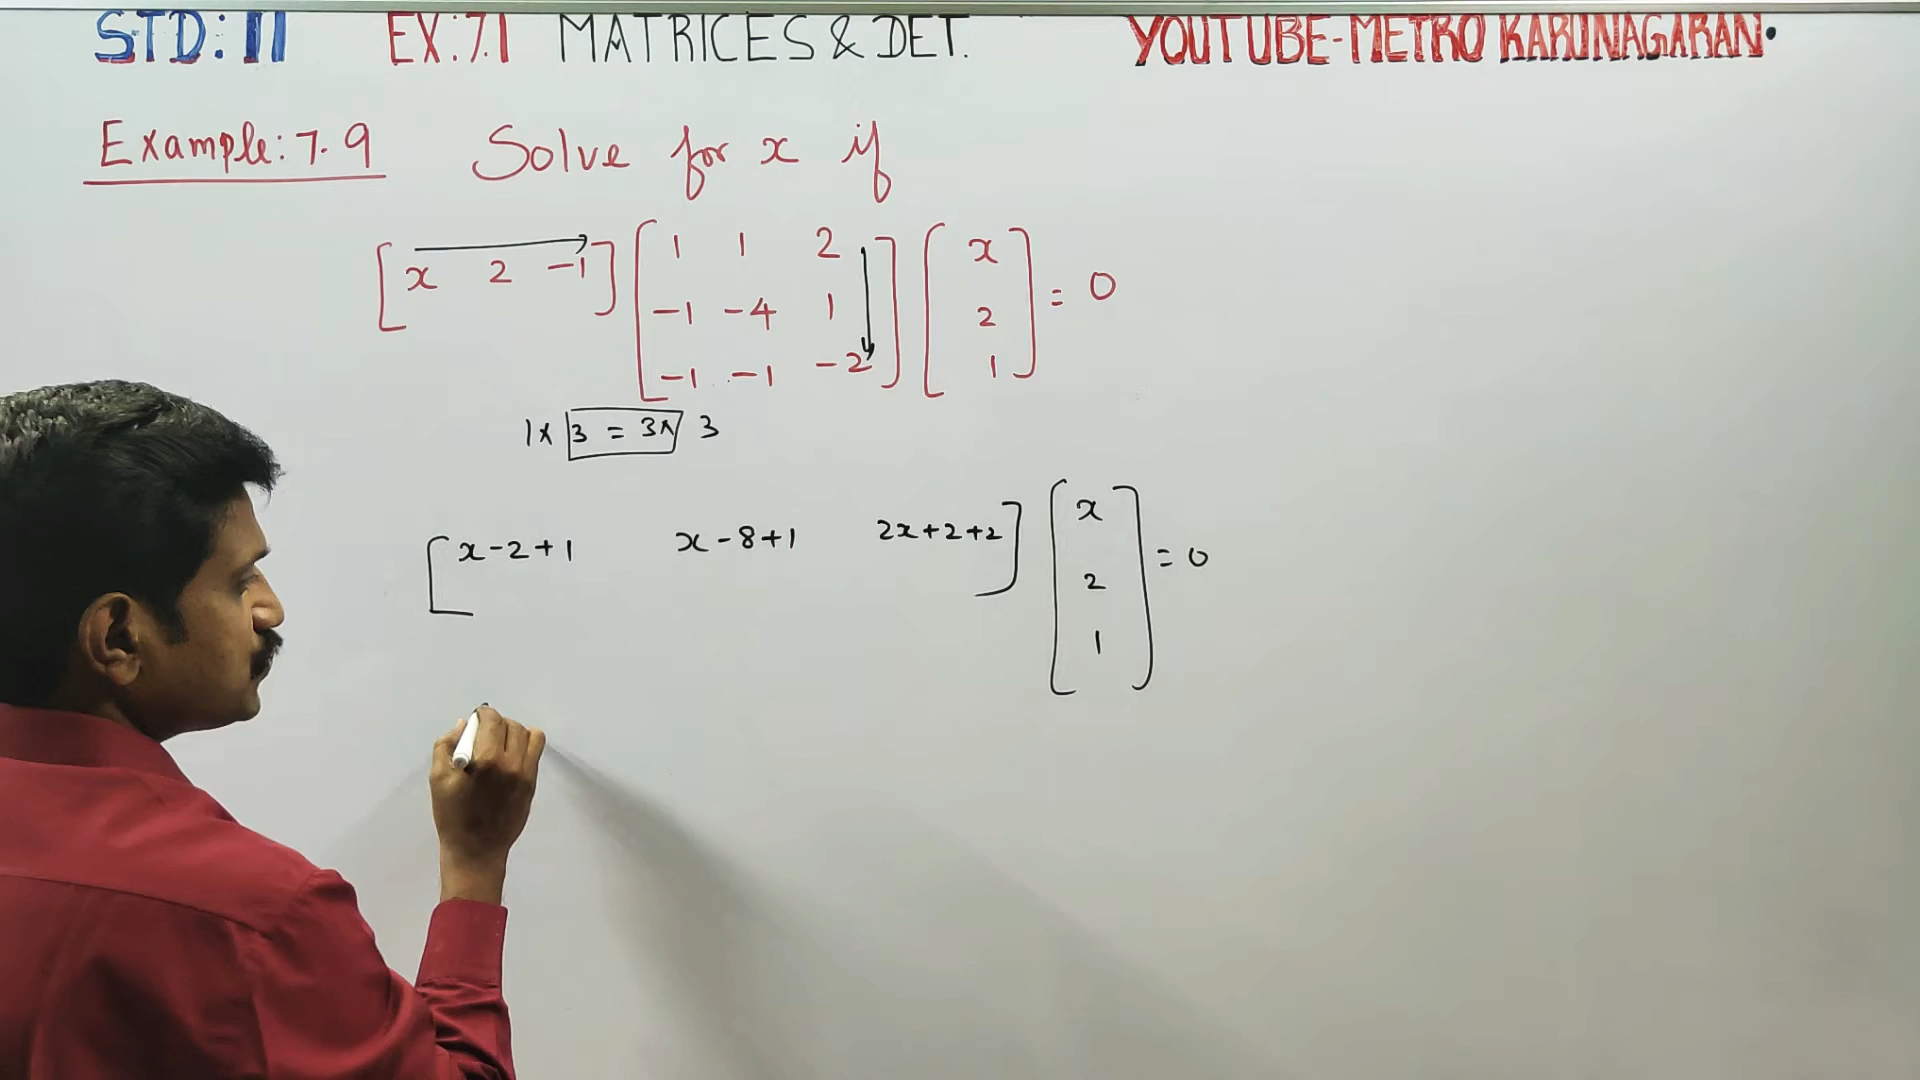 STD: 11 EX: 7.1 MATRICES & DET. YOUTUBE-METRO KARUNAGARAN.
Example: 7.9 Solve for x if
[x 2 -1] [1 1 2] [x]
[-1 -4 1] [2] = 0
[-1 -1 -2] [1]
1 x 3 = 3 x 3
[x-2+1 x-8+1 2x+2+2] [x]
[2] = 0
[1]